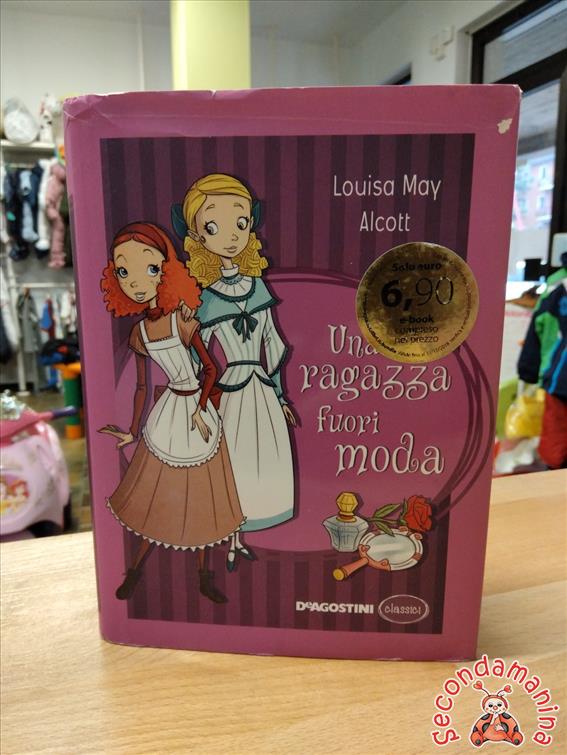 Louisa May
Alcott
Solo euro
6,90
e-book
compreso
nel prezzo
Una
ragazza
fuori
moda
DeAGOSTINI
classici
Secondamanina